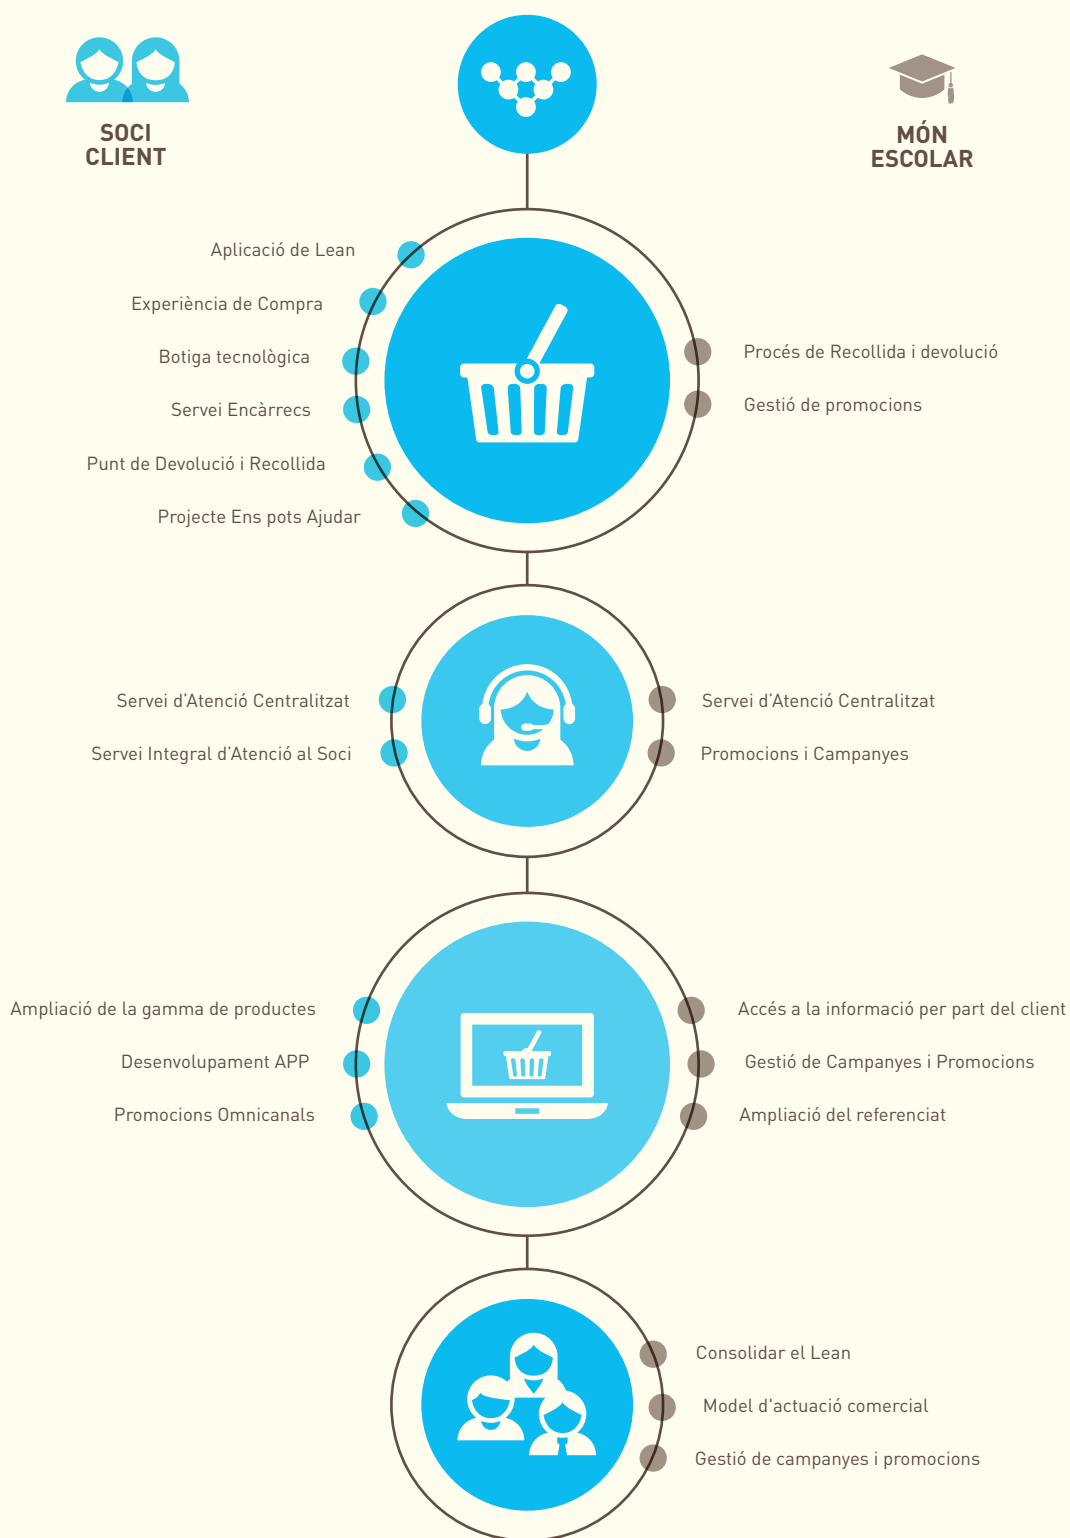 SOCI
CLIENT
MÓN
ESCOLAR
Aplicació de Lean
Experiència de Compra
Botiga tecnològica
Servei Encàrrecs
Punt de Devolució i Recollida
Projecte Ens pots Ajudar
Procés de Recollida i devolució
Gestió de promocions
Servei d’Atenció Centralitzat
Servei Integral d’Atenció al Soci
Servei d’Atenció Centralitzat
Promocions i Campanyes
Ampliació de la gamma de productes
Desenvolupament APP
Promocions Omnicanals
Accés a la informació per part del client
Gestió de Campanyes i Promocions
Ampliació del referenciat
Consolidar el Lean
Model d'actuació comercial
Gestió de campanyes i promocions